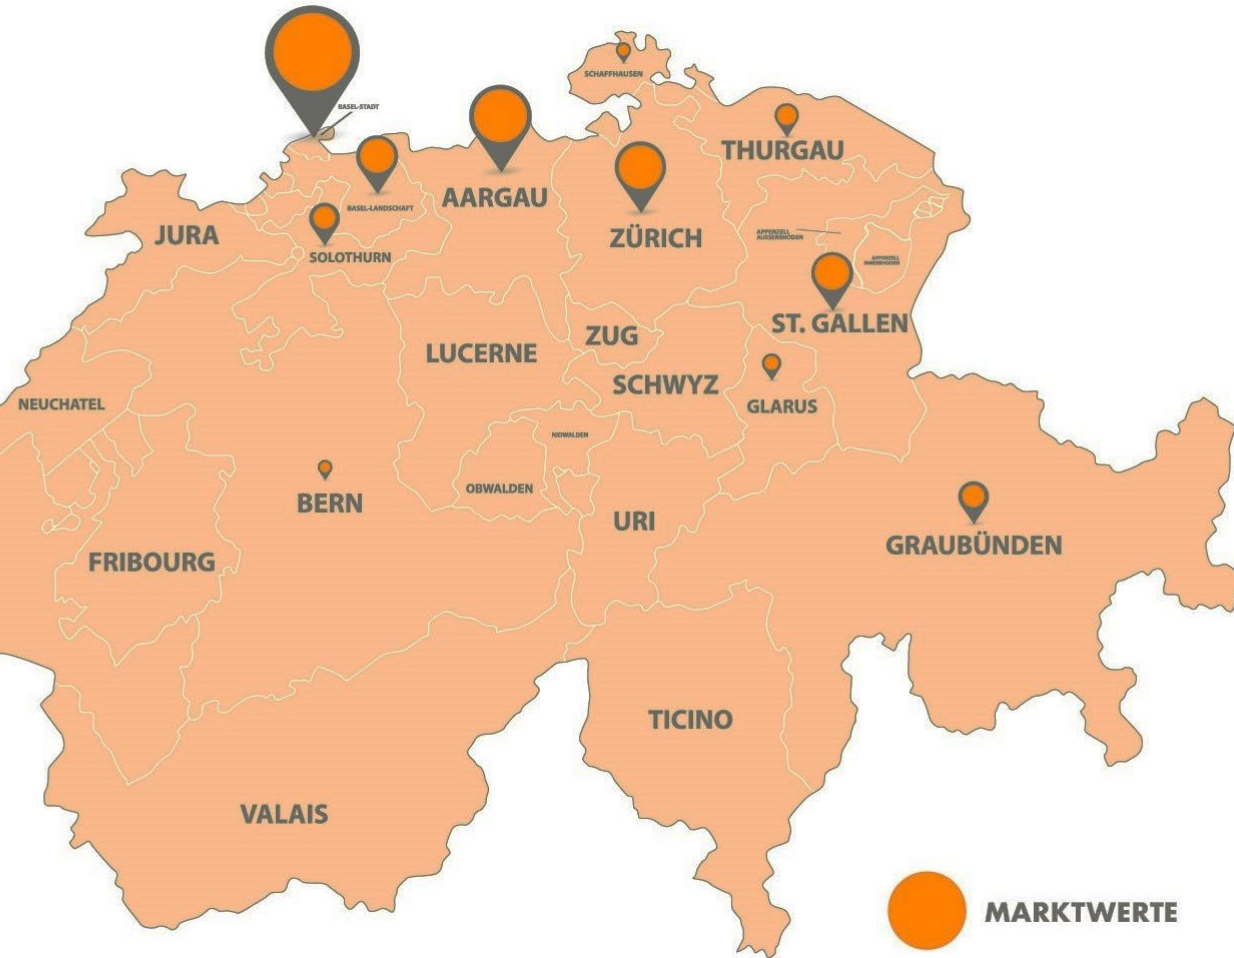 SCHAFFHAUSEN
BASEL-STADT
THURGAU
AARGAU
BASEL-LANDSCHAFT
JURA
ZÜRICH
APPENZELL
AUSSERRHODEN
SOLOTHURN
APPENZELL
INNERRHODEN
ST. GALLEN
ZUG
LUCERNE
SCHWYZ
NEUCHATEL
GLARUS
NIDWALDEN
OBWALDEN
BERN
URI
GRAUBÜNDEN
FRIBOURG
TICINO
VALAIS
MARKTWERTE